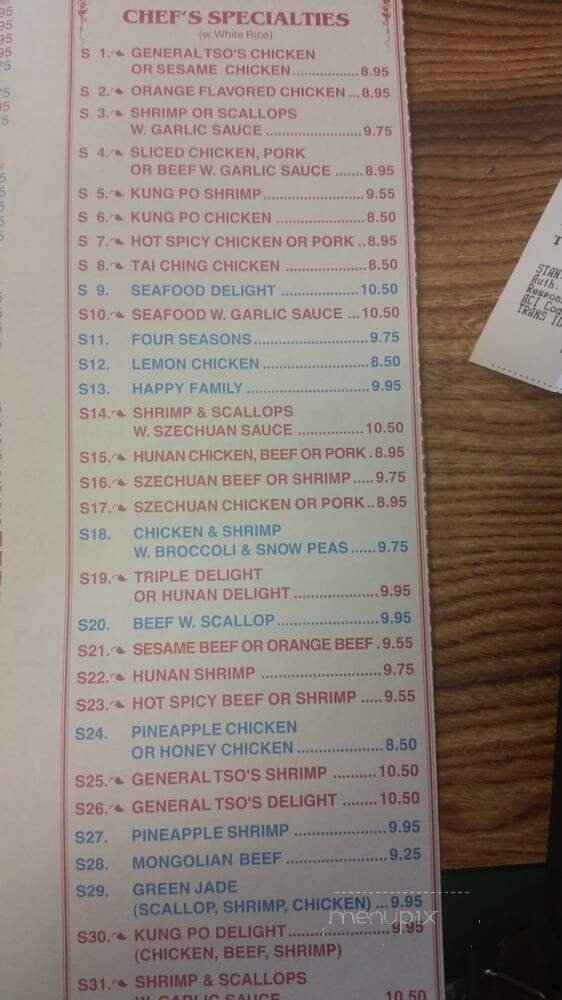 CHEF'S SPECIALTIES
(w. White Rice)
S 1. GENERAL TSO'S CHICKEN
OR SESAME CHICKEN.................8.95
S 2. ORANGE FLAVORED CHICKEN ...8.95
S 3. SHRIMP OR SCALLOPS
W. GARLIC SAUCE ........................9.75
S 4. SLICED CHICKEN, PORK
OR BEEF W. GARLIC SAUCE .......8.95
S 5. KUNG PO SHRIMP..........................9.55
S 6. KUNG PO CHICKEN ........................8.50
S 7. HOT SPICY CHICKEN OR PORK ..8.95
S 8. TAI CHING CHICKEN .....................8.50
S 9. SEAFOOD DELIGHT ....................10.50
S10. SEAFOOD W. GARLIC SAUCE ...10.50
S11. FOUR SEASONS.............................9.75
S12. LEMON CHICKEN ...........................8.50
S13. HAPPY FAMILY ...............................9.95
S14. SHRIMP & SCALLOPS
W. SZECHUAN SAUCE .................10.50
S15. HUNAN CHICKEN, BEEF OR PORK .8.95
S16. SZECHUAN BEEF OR SHRIMP .....9.75
S17. SZECHUAN CHICKEN OR PORK..8.95
S18. CHICKEN & SHRIMP
W. BROCCOLI & SNOW PEAS ......9.75
S19. TRIPLE DELIGHT
OR HUNAN DELIGHT ......................9.95
S20. BEEF W. SCALLOP.........................9.95
S21. SESAME BEEF OR ORANGE BEEF .9.55
S22. HUNAN SHRIMP .............................9.75
S23. HOT SPICY BEEF OR SHRIMP .....9.55
S24. PINEAPPLE CHICKEN
OR HONEY CHICKEN .....................8.50
S25. GENERAL TSO'S SHRIMP ..........10.50
S26. GENERAL TSO'S DELIGHT ........10.50
S27. PINEAPPLE SHRIMP ......................9.95
S28. MONGOLIAN BEEF ........................9.25
S29. GREEN JADE
(SCALLOP, SHRIMP, CHICKEN) ...9.95
S30. KUNG PO DELIGHT........................9.95
(CHICKEN, BEEF, SHRIMP)
S31. SHRIMP & SCALLOPS
W. GARLIC SAUCE 10.50
menupix
Auth.
TRANS ID